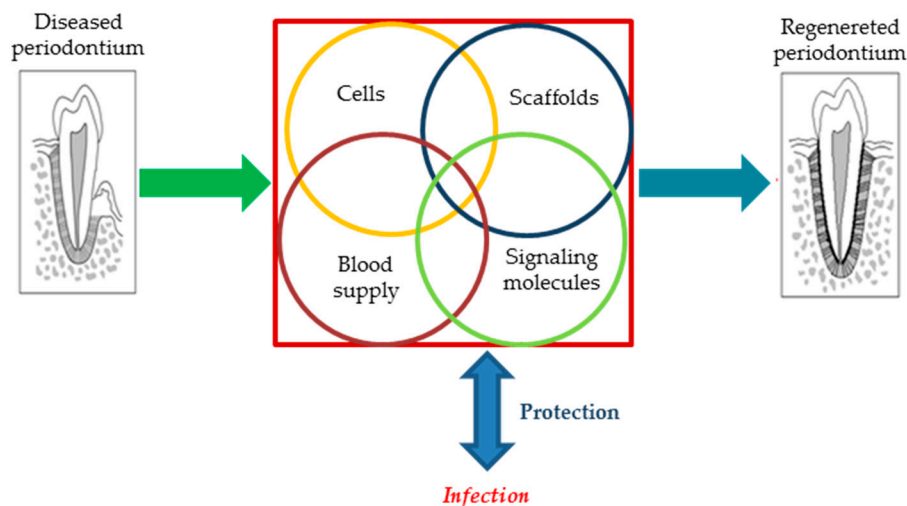 Diseased
periodontium
Cells
Scaffolds
Blood
supply
Signaling
molecules
Regenereted
periodontium
Protection
Infection